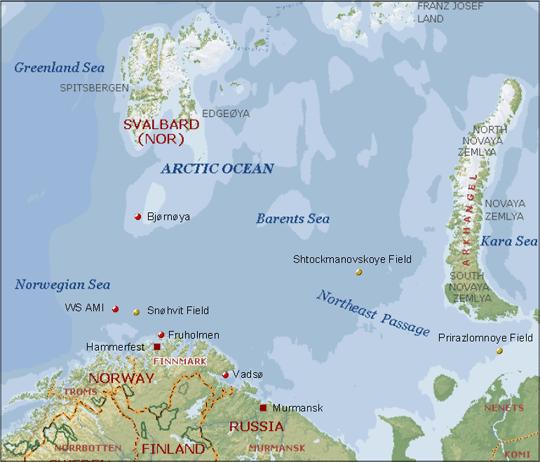 FRANZ JOSEF
LAND
Greenland Sea
SPITSBERGEN
EDGEØYA
SVALBARD
(NOR)
NORTH
NOVAYA
ZEMLYA
ARCTIC OCEAN
ARKHANGEL
NOVAYA
ZEMLYA
Bjørnøya
Barents Sea
Kara Sea
Shtockmanovskoye Field
SOUTH
NOVAYA
ZEMLYA
Norwegian Sea
Northeast Passage
WS AMI
Snøhvit Field
Fruholmen
Prirazlomnoye Field
Hammerfest
FINNMARK
Vadsø
NORWAY
TROMS
Murmansk
NENETS
RUSSIA
NORRBOTTEN
FINLAND
MURMANSK
KOMI
SWEDEN